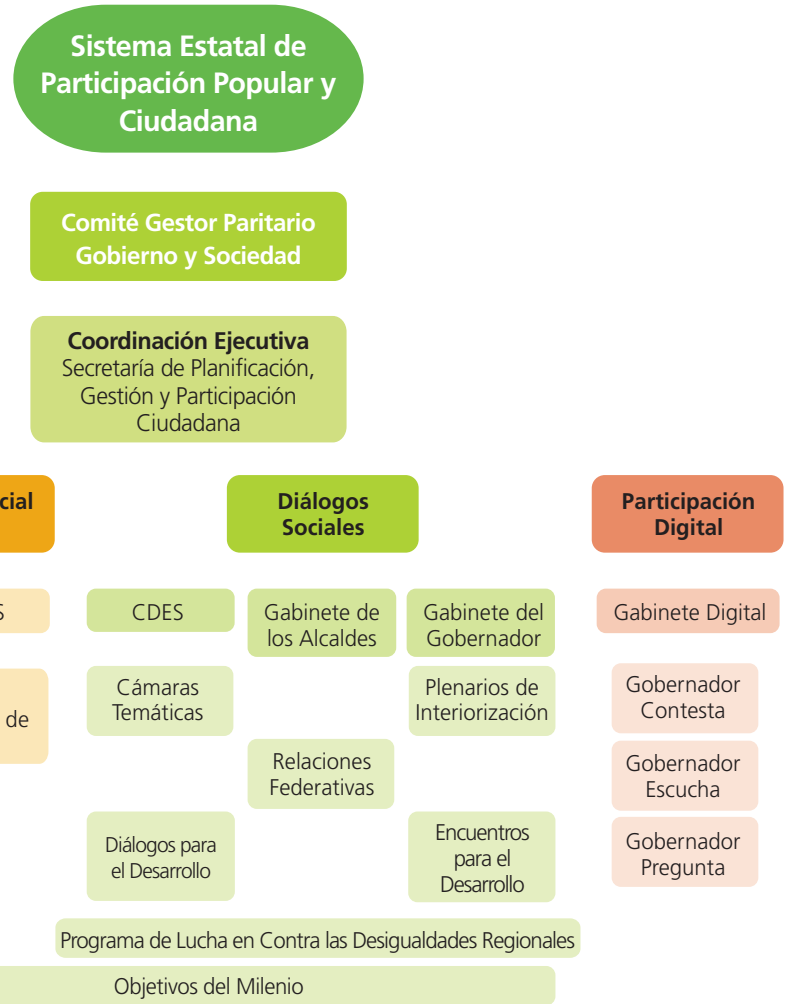 Sistema Estatal de
Participación Popular y
Ciudadana
Comité Gestor Paritario
Gobierno y Sociedad
Coordinación Ejecutiva
Secretaría de Planificación,
Gestión y Participación
Ciudadana
Diálogos
Sociales
Participación
Digital
CDES
Gabinete de
los Alcaldes
Gabinete del
Gobernador
Gabinete Digital
de
Cámaras
Temáticas
Plenarios de
Interiorización
Gobernador
Contesta
Relaciones
Federativas
Gobernador
Escucha
Diálogos para
el Desarrollo
Encuentros
para el
Desarrollo
Gobernador
Pregunta
Programa de Lucha en Contra las Desigualdades Regionales
Objetivos del Milenio